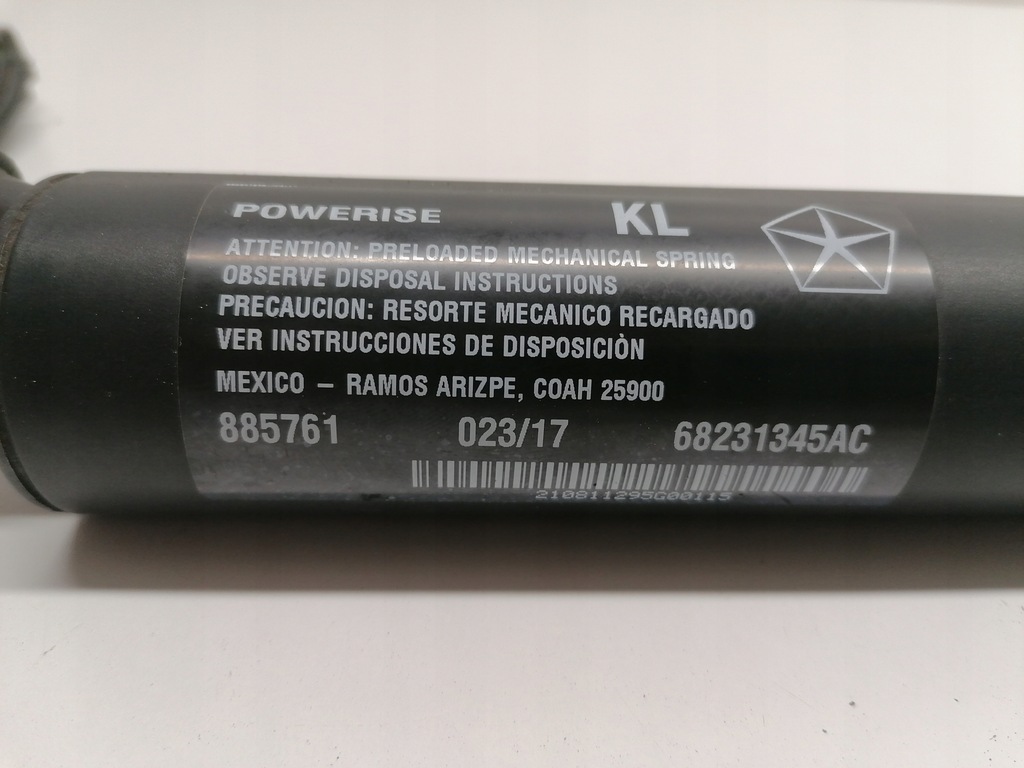 POWERISE KL
ATTENTION: PRELOADED MECHANICAL SPRING
OBSERVE DISPOSAL INSTRUCTIONS
PRECAUCION: RESORTE MECANICO RECARGADO
VER INSTRUCCIONES DE DISPOSICIÒN
MEXICO – RAMOS ARIZPE, COAH 25900
885761 023/17 68231345AC
210811295G00115